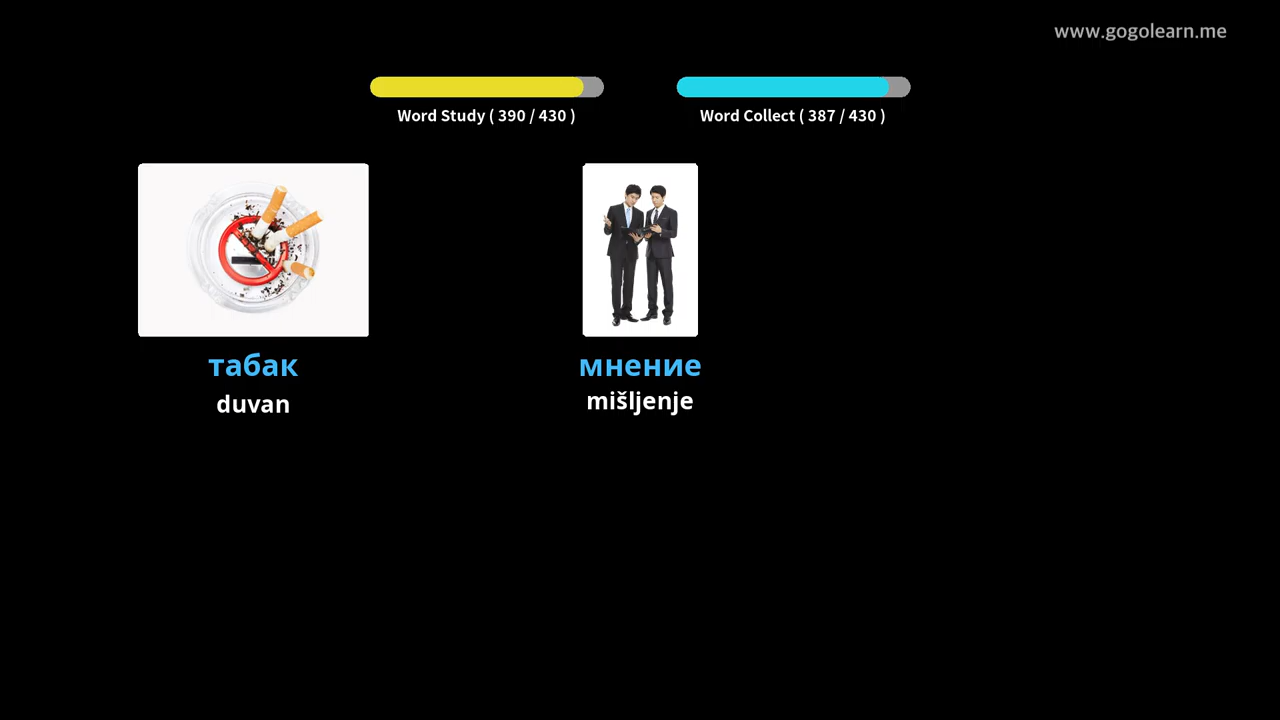 www.gogolearn.me
Word Study ( 390 / 430 )
Word Collect ( 387 / 430 )
табак
duvan
мнение
mišljenje